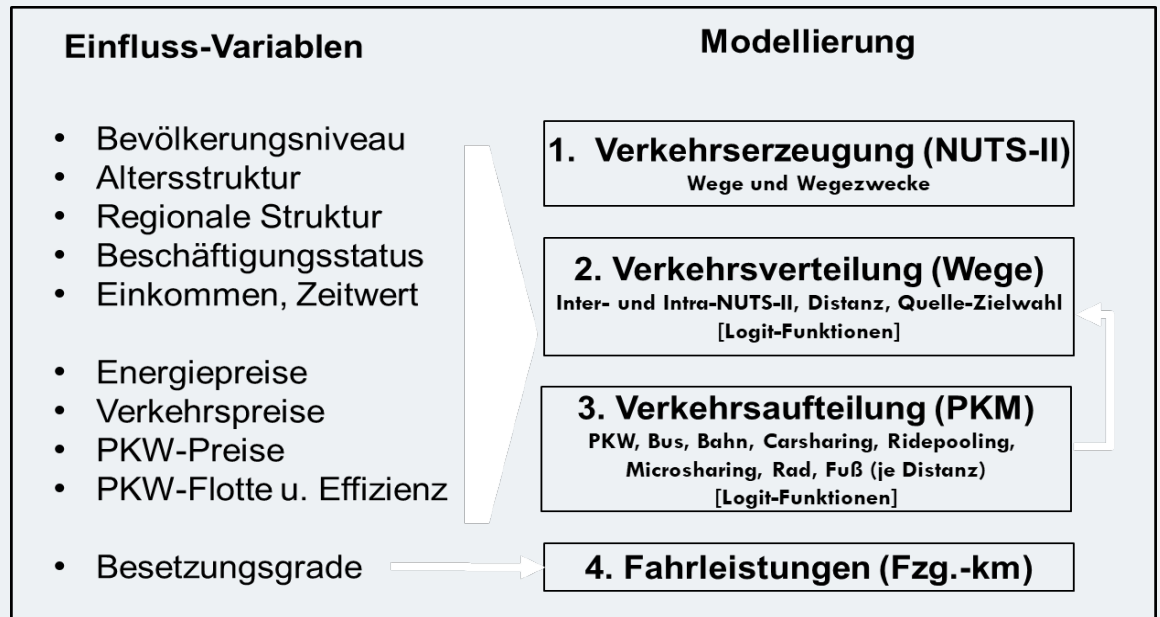 Einfluss-Variablen
• Bevölkerungsniveau
• Altersstruktur
• Regionale Struktur
• Beschäftigungsstatus
• Einkommen, Zeitwert
• Energiepreise
• Verkehrspreise
• PKW-Preise
• PKW-Flotte u. Effizienz
• Besetzungsgrade
Modellierung
1. Verkehrserzeugung (NUTS-II)
Wege und Wegezwecke
2. Verkehrsverteilung (Wege)
Inter- und Intra-NUTS-II, Distanz, Quelle-Zielwahl
[Logit-Funktionen]
3. Verkehrsaufteilung (PKM)
PKW, Bus, Bahn, Carsharing, Ridepooling,
Microsharing, Rad, Fuß (je Distanz)
[Logit-Funktionen]
4. Fahrleistungen (Fzg.-km)